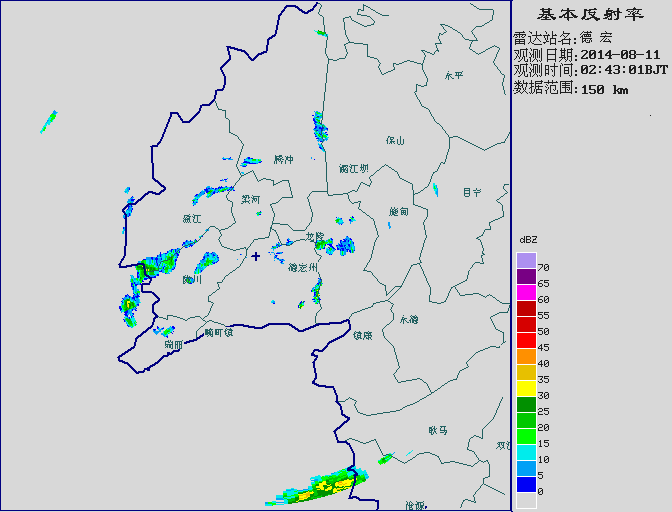 基本反射率
雷达站名:德 宏
观测日期:2014-08-11
观测时间:02:43:01BJT
数据范围:150 km
永平
保山
腾冲
潞江坝
昌宁
梁河
施甸
盈江
龙陵
德宏州
陇川
永德
畹町镇
镇康
瑞丽
耿马
双江
沧源
dBZ
70
65
60
55
50
45
40
35
30
25
20
15
10
5
0